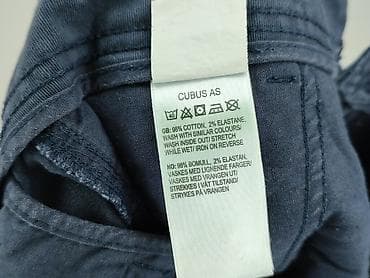 CUBUS AS
GB: 98% COTTON, 2% ELASTANE,
WASH WITH SIMILAR COLOURS/
WASH INSIDE OUT/ STRETCH
WHILE WET/ IRON ON REVERSE
NO: 98% BOMULL, 2% ELASTAN,
VASKES MED LIGNENDE FARGER/
VASKES MED VRANGEN UT/
STREKKES I VÅT TILSTAND/
STRYKES PÅ VRANGEN